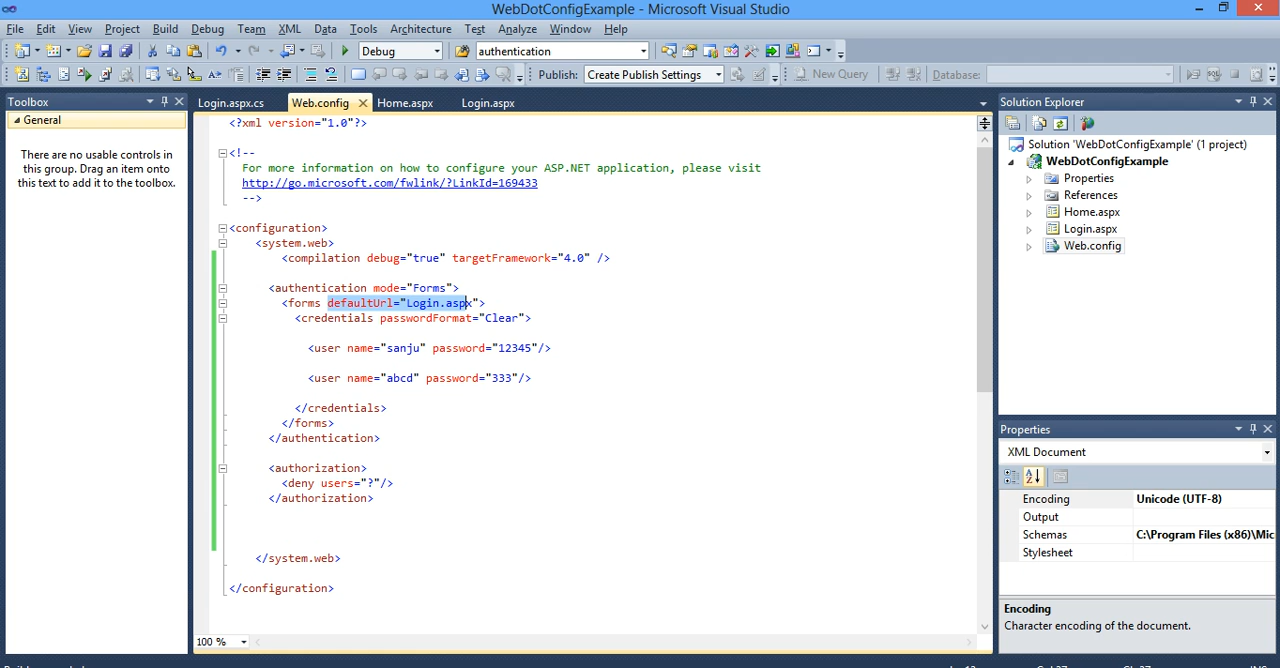 WebDotConfigExample - Microsoft Visual Studio
File Edit View Project Build Debug Team XML Data Tools Architecture Test Analyze Window Help
Debug authentication
Publish: Create Publish Settings New Query Database:
Toolbox
General
There are no usable controls in
this group. Drag an item onto
this text to add it to the toolbox.
Login.aspx.cs Web.config Home.aspx Login.aspx
<?xml version="1.0"?>
<!--
For more information on how to configure your ASP.NET application, please visit
http://go.microsoft.com/fwlink/?LinkId=169433
-->
<configuration>
<system.web>
<compilation debug="true" targetFramework="4.0" />
<authentication mode="Forms">
<forms defaultUrl="Login.aspx">
<credentials passwordFormat="Clear">
<user name="sanju" password="12345"/>
<user name="abcd" password="333"/>
</credentials>
</forms>
</authentication>
<authorization>
<deny users="?"/>
</authorization>
</system.web>
</configuration>
100 %
Solution Explorer
Solution 'WebDotConfigExample' (1 project)
WebDotConfigExample
Properties
References
Home.aspx
Login.aspx
Web.config
Properties
XML Document
Encoding Unicode (UTF-8)
Output
Schemas C:\Program Files (x86)\Mic
Stylesheet
Encoding
Character encoding of the document.